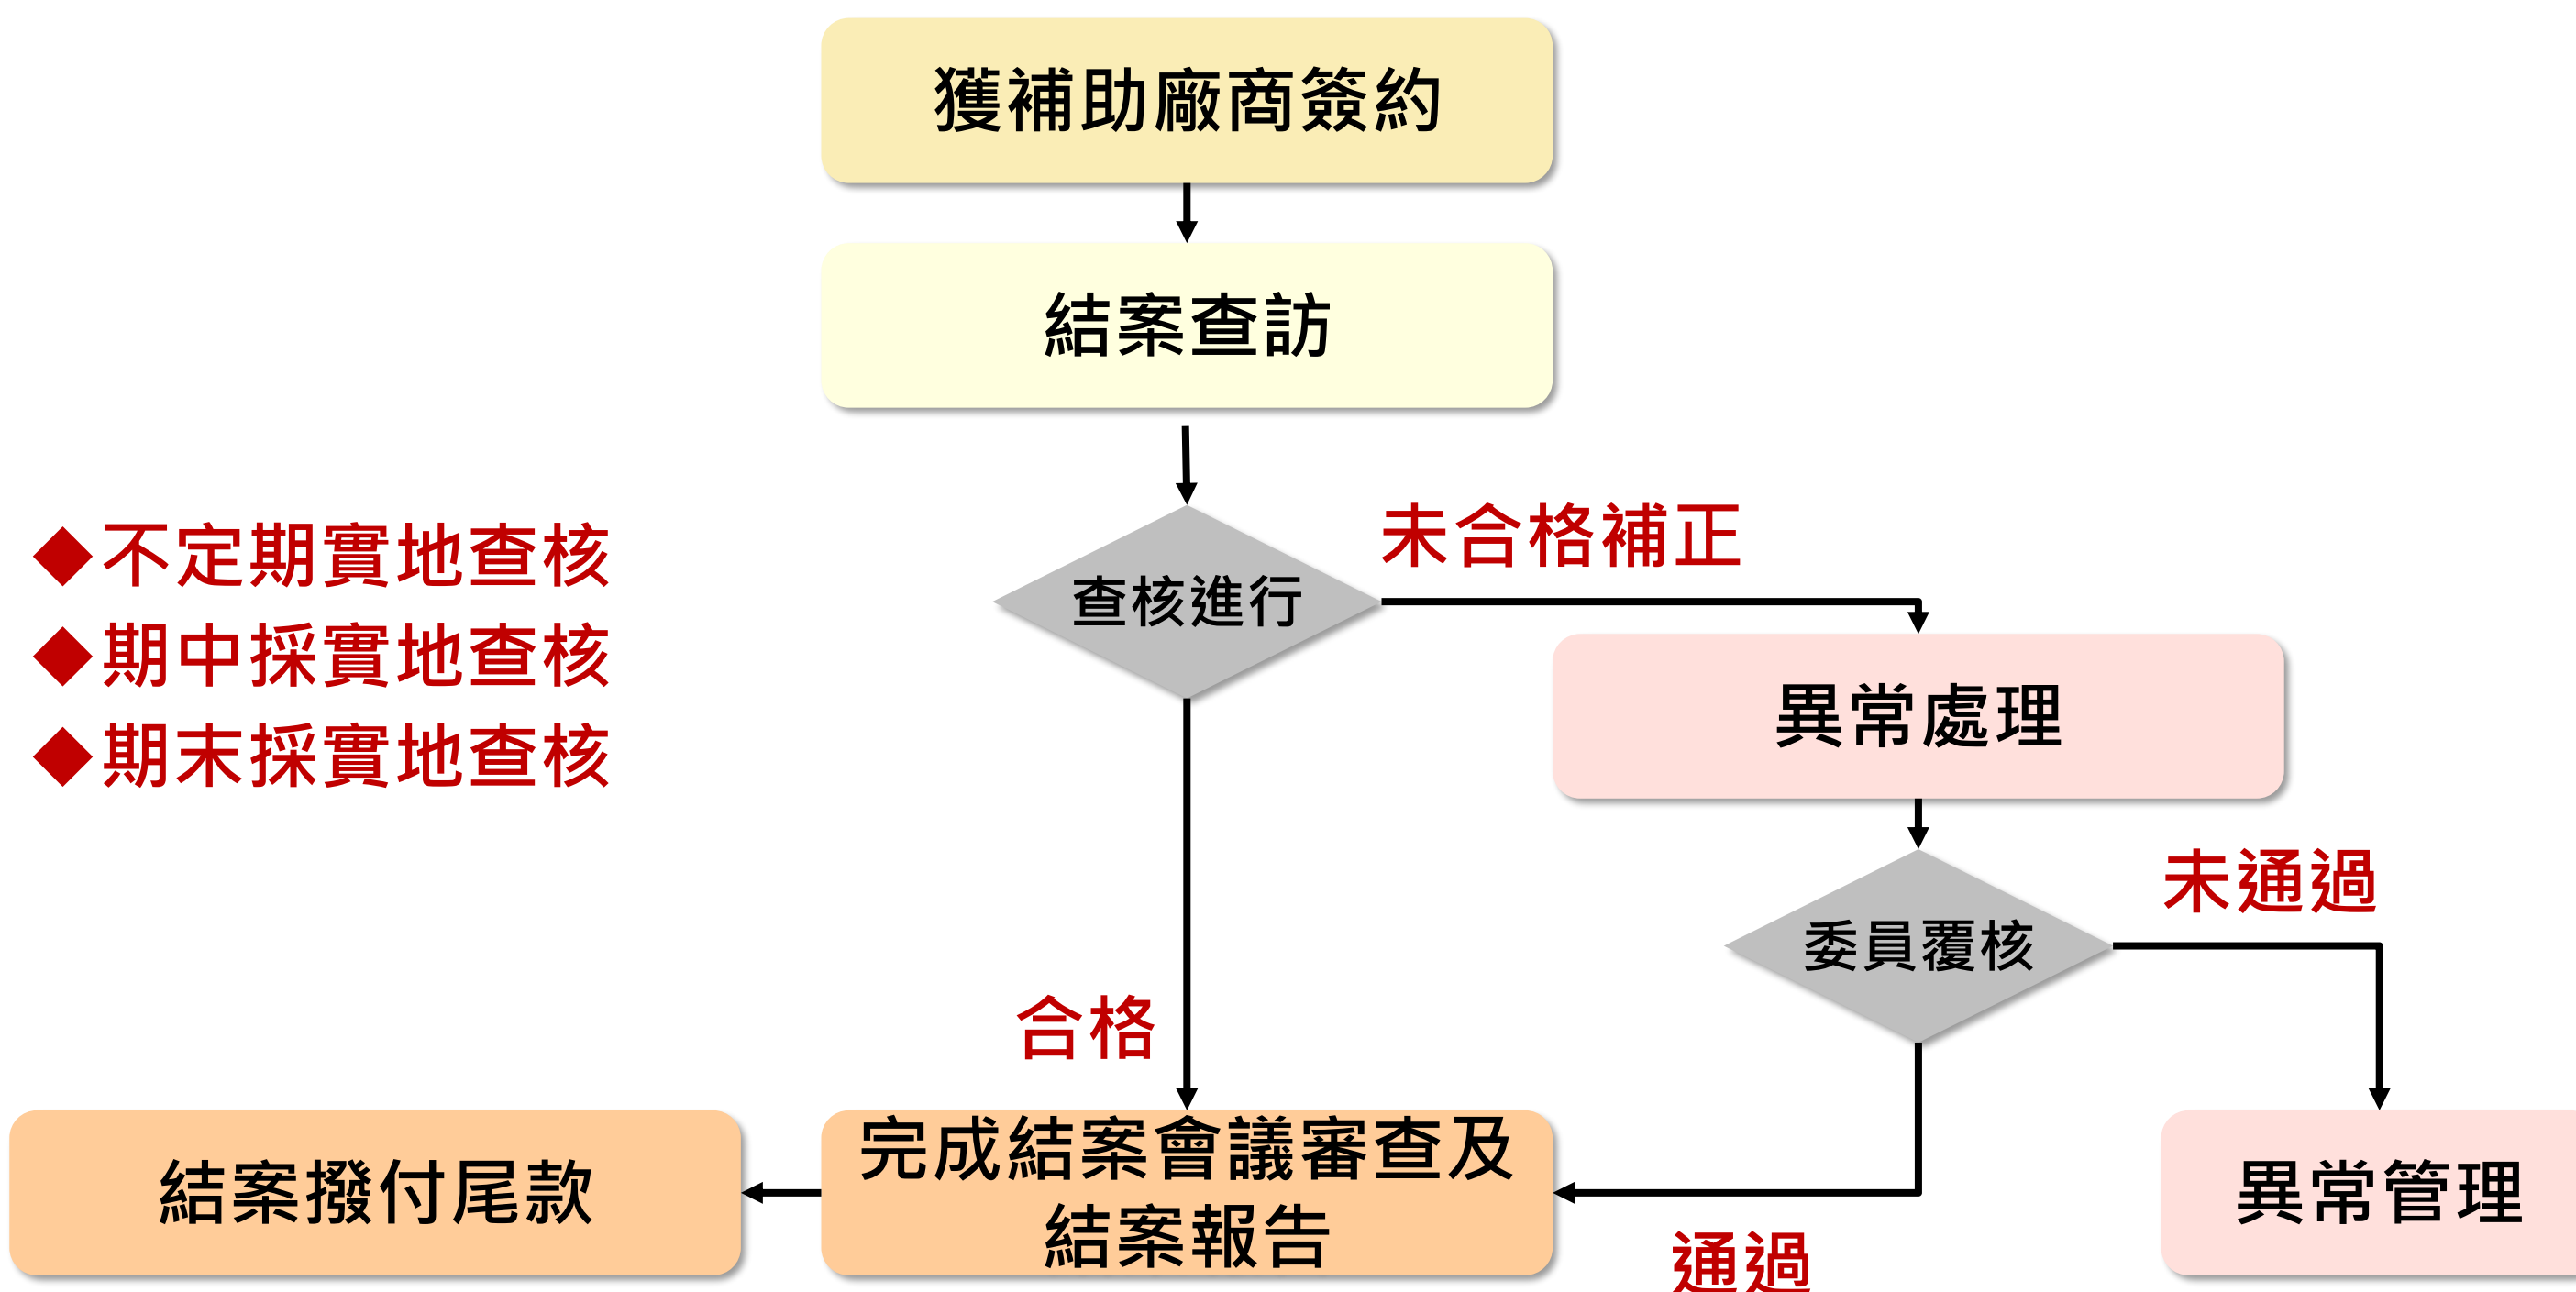 獲補助廠商簽約
結案查訪
未合格補正
◆不定期實地查核
查核進行
◆期中採實地查核
異常處理
◆期末採實地查核
未通過
委員覆核
合格
結案撥付尾款
完成結案會議審查及
結案報告
異常管理
通過